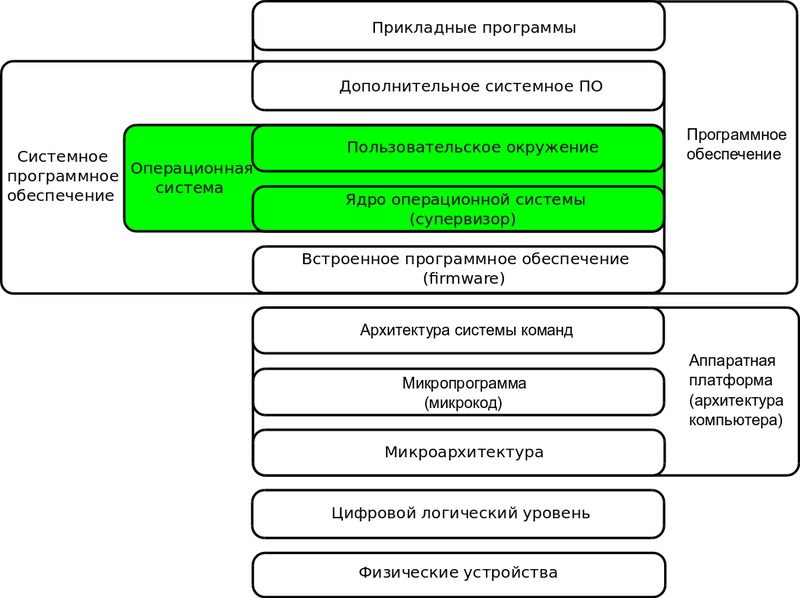 Прикладные программы
Дополнительное системное ПО
Программное
обеспечение
Системное
программное
обеспечение
Операционная
система
Пользовательское окружение
Ядро операционной системы
(супервизор)
Встроенное программное обеспечение
(firmware)
Архитектура системы команд
Микропрограмма
(микрокод)
Аппаратная
платформа
(архитектура
компьютера)
Микроархитектура
Цифровой логический уровень
Физические устройства